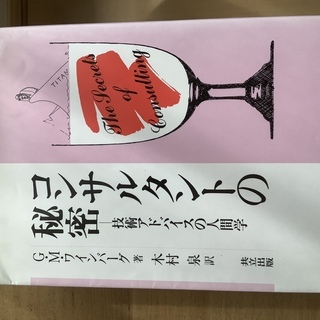 TITAN
The Secrets
of
Consulting
コンサルタントの
秘密
技術アドバイスの人間学
G・M・ワインバーグ 著 木村 泉 訳
共立出版